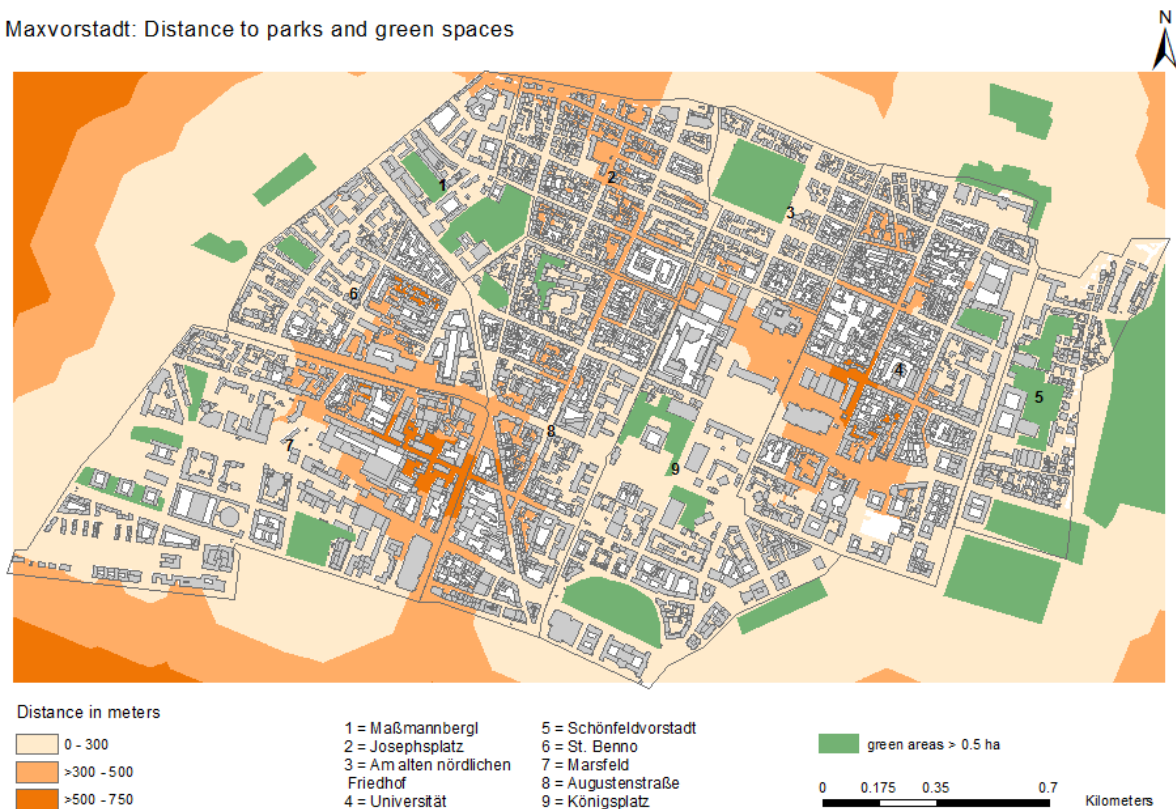 N
Maxvorstadt: Distance to parks and green spaces
1
2
3
6
4
5
8
7
9
Distance in meters
0 - 300
>300 - 500
>500 - 750
1 = Maßmannbergl
2 = Josephsplatz
3 = Am alten nördlichen
Friedhof
4 = Universität
5 = Schönfeldvorstadt
6 = St. Benno
7 = Marsfeld
8 = Augustenstraße
9 = Königsplatz
green areas > 0.5 ha
0 0.175 0.35 0.7
Kilometers